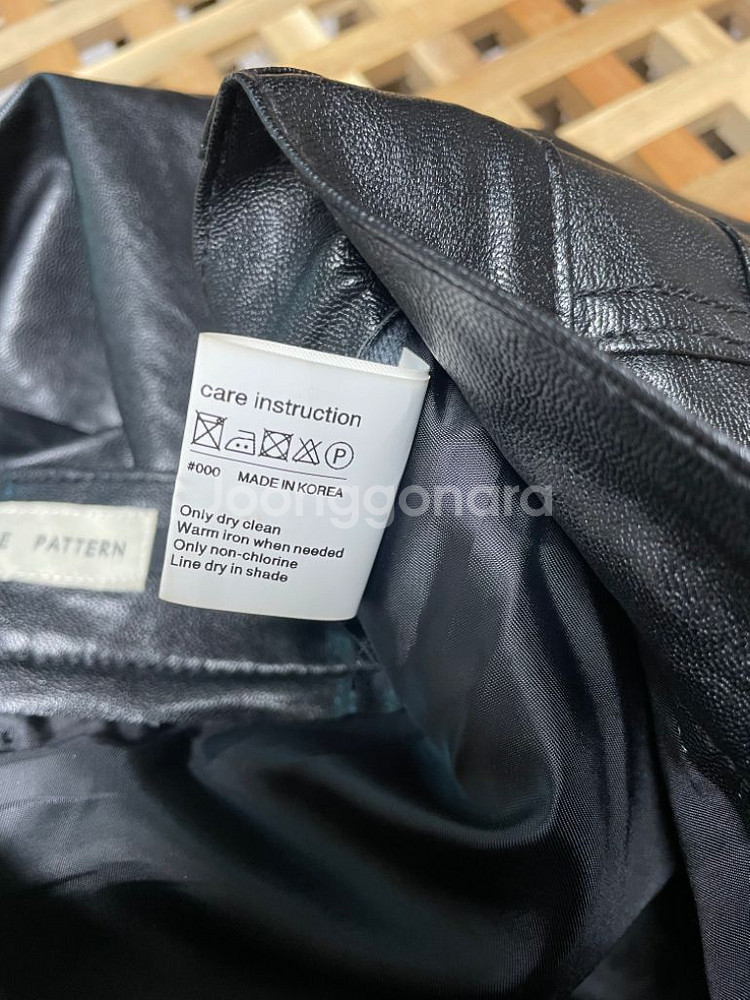 care instruction
P
#000 MADE IN KOREA
Only dry clean
Warm iron when needed
Only non-chlorine
Line dry in shade
E PATTERN
Joonggonara